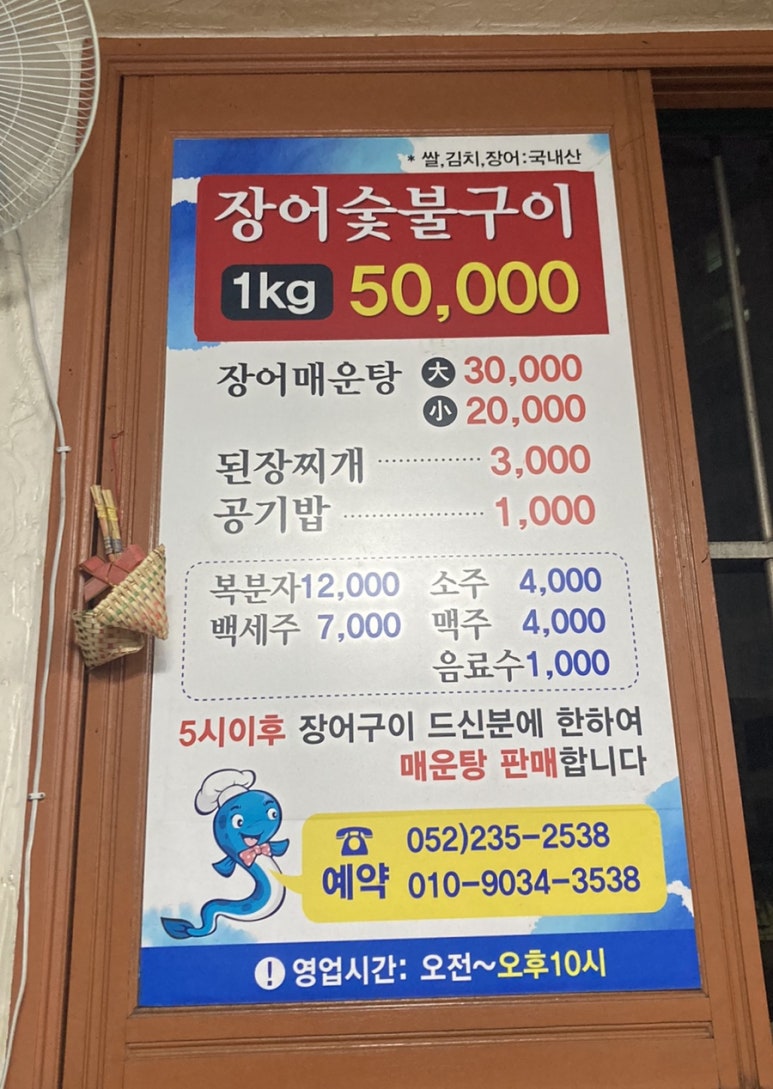 * 쌀,김치,장어:국내산
장어숯불구이
1kg 50,000
장어매운탕 大 30,000
小 20,000
된장찌개 ·············· 3,000
공기밥 ··················· 1,000
복분자12,000 소주 4,000
백세주 7,000 맥주 4,000
음료수1,000
5시이후 장어구이 드신분에 한하여
매운탕 판매합니다
☎ 052)235-2538
예약 010-9034-3538
! 영업시간: 오전~오후10시